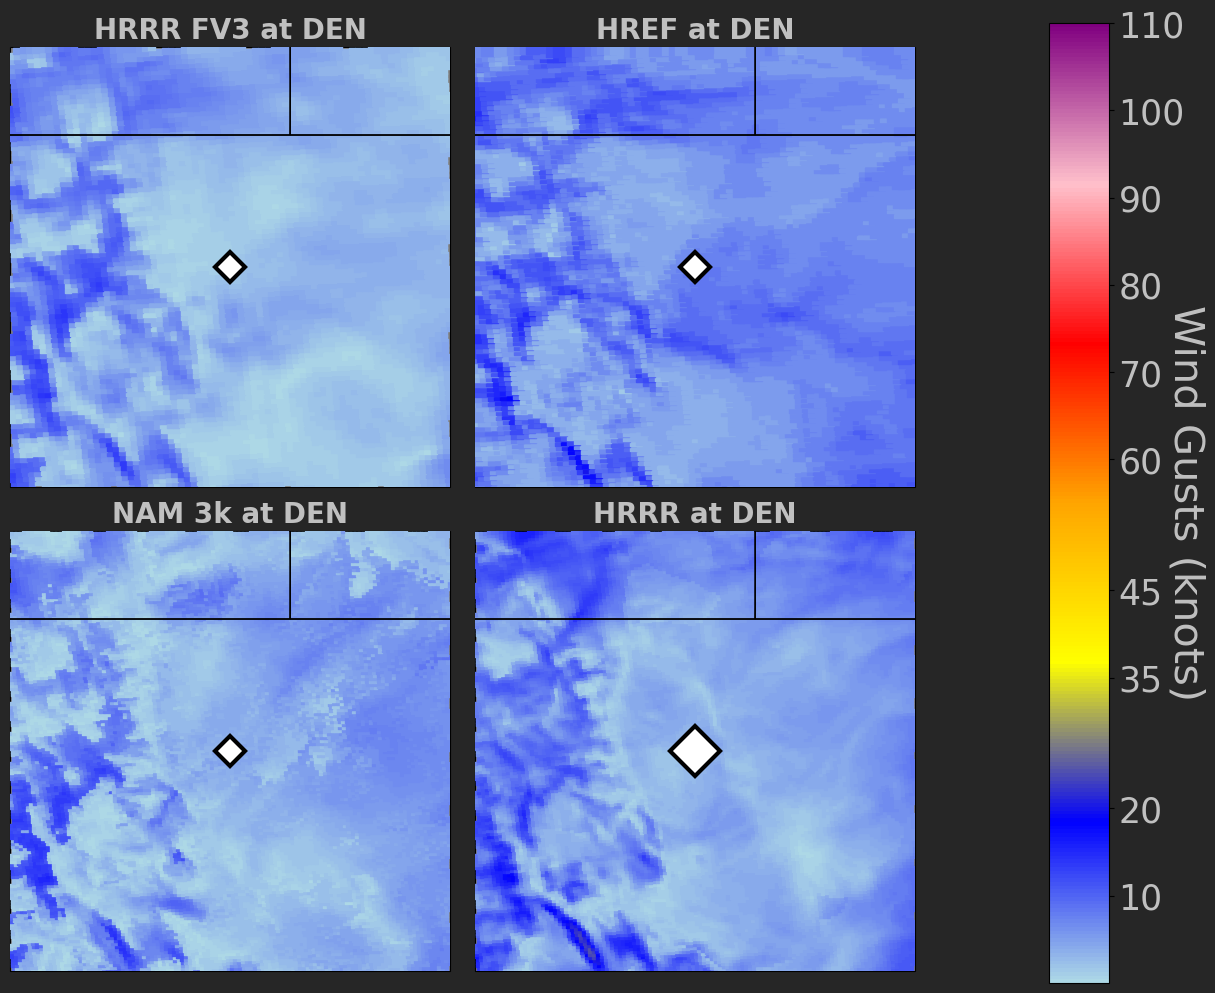 HRRR FV3 at DEN
HREF at DEN
NAM 3k at DEN
HRRR at DEN
110
100
90
80
70
60
45
35
20
10
Wind Gusts (knots)